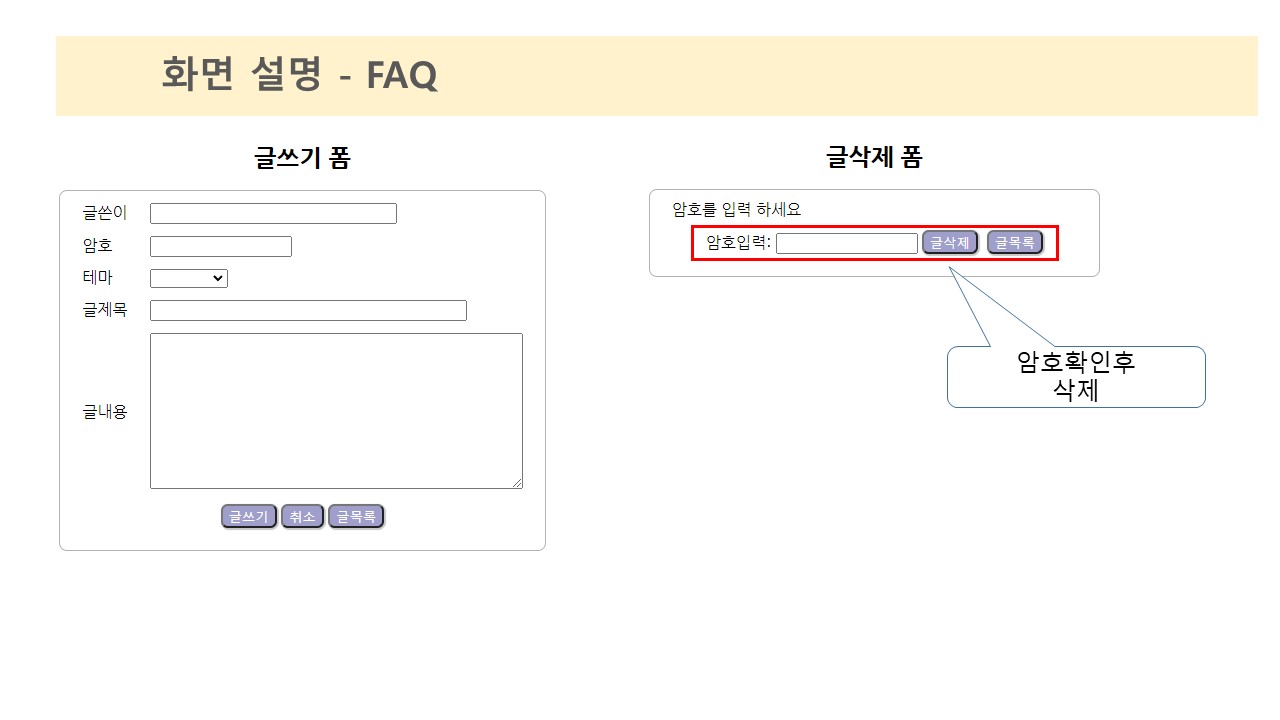 화면 설명 - FAQ
글쓰기 폼
글쓴이
암호
테마
글제목
글내용
글쓰기 취소 글목록
글삭제 폼
암호를 입력 하세요
암호입력: 글삭제 글목록
암호확인후
삭제